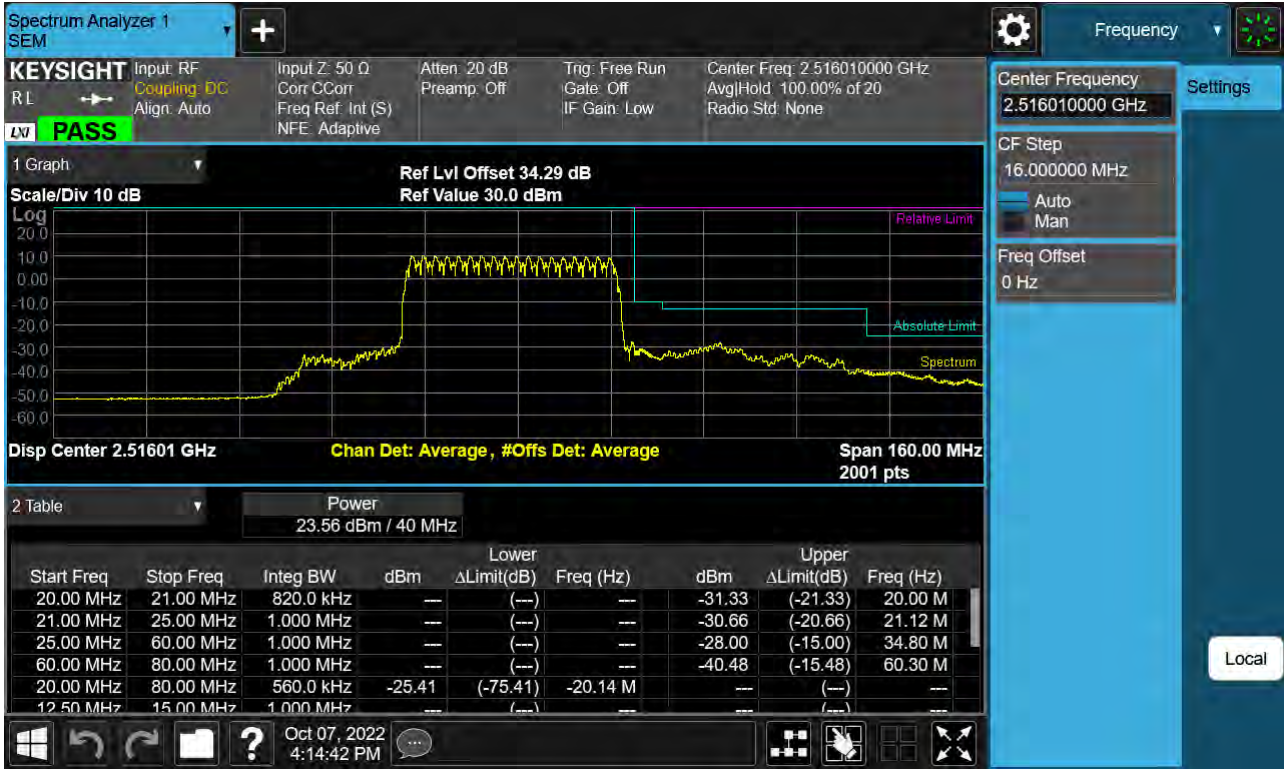 Spectrum Analyzer 1
SEM
Frequency
KEYSIGHT
Input: RF
Coupling: DC
Align: Auto
Input Z: 50 Ω
Corr CCorr
Freq Ref: Int (S)
NFE: Adaptive
Atten: 20 dB
Preamp: Off
Trig: Free Run
Gate: Off
IF Gain: Low
Center Freq: 2.516010000 GHz
Avg|Hold: 100.00% of 20
Radio Std: None
R L
LXI PASS
Center Frequency
2.516010000 GHz
Settings
CF Step
16.000000 MHz
Auto
Man
Freq Offset
0 Hz
1 Graph
Scale/Div 10 dB
Ref Lvl Offset 34.29 dB
Ref Value 30.0 dBm
Log
20.0
10.0
0.00
-10.0
-20.0
-30.0
-40.0
-50.0
-60.0
Relative Limit
Absolute Limit
Spectrum
Disp Center 2.51601 GHz
Chan Det: Average, #Offs Det: Average
Span 160.00 MHz
2001 pts
2 Table
Power
23.56 dBm / 40 MHz
Lower Upper
Start Freq Stop Freq Integ BW dBm ΔLimit(dB) Freq (Hz) dBm ΔLimit(dB) Freq (Hz)
20.00 MHz 21.00 MHz 820.0 kHz --- (---) --- -31.33 (-21.33) 20.00 M
21.00 MHz 25.00 MHz 1.000 MHz --- (---) --- -30.66 (-20.66) 21.12 M
25.00 MHz 60.00 MHz 1.000 MHz --- (---) --- -28.00 (-15.00) 34.80 M
60.00 MHz 80.00 MHz 1.000 MHz --- (---) --- -40.48 (-15.48) 60.30 M
20.00 MHz 80.00 MHz 560.0 kHz -25.41 (-75.41) -20.14 M --- (---) ---
12.50 MHz 15.00 MHz 1.000 MHz --- (---) --- --- (---) ---
Local
?
Oct 07, 2022
4:14:42 PM